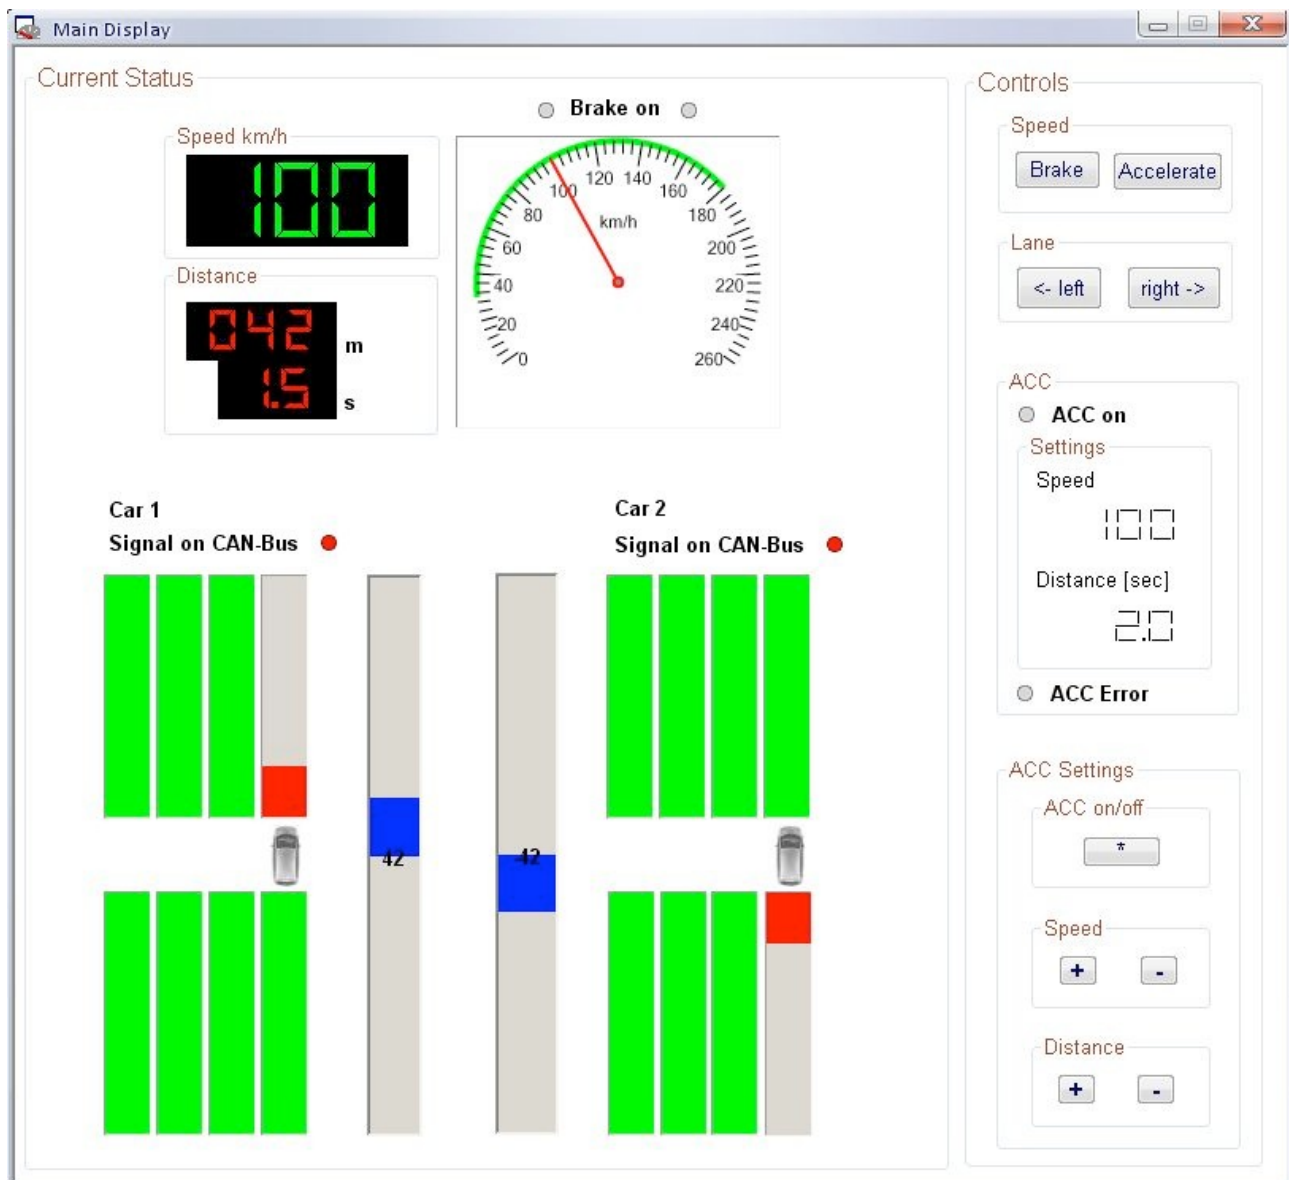 Main Display
Current Status
Speed km/h
100
Distance
042 m
1.5 s
Brake on
0
20
40
60
80
100
120
140
160
180
200
220
240
260
km/h
Car 1
Signal on CAN-Bus
42
-42
Car 2
Signal on CAN-Bus
Controls
Speed
Brake
Accelerate
Lane
<- left
right ->
ACC
ACC on
Settings
Speed
100
Distance [sec]
2.0
ACC Error
ACC Settings
ACC on/off
*
Speed
+
-
Distance
+
-